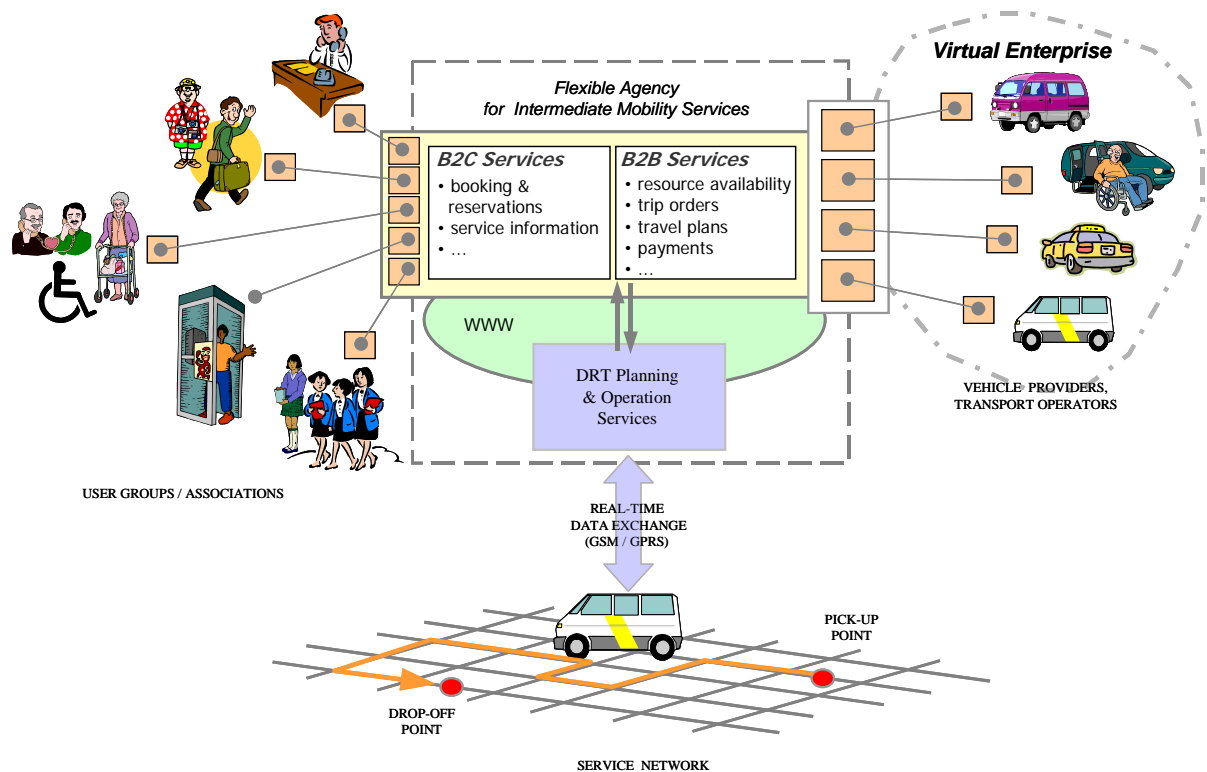 Virtual Enterprise
Flexible Agency
for Intermediate Mobility Services
B2C Services
• booking &
reservations
• service information
• ...
B2B Services
• resource availability
• trip orders
• travel plans
• payments
• ...
WWW
DRT Planning
& Operation
Services
VEHICLE PROVIDERS,
TRANSPORT OPERATORS
USER GROUPS / ASSOCIATIONS
REAL-TIME
DATA EXCHANGE
(GSM / GPRS)
PICK-UP
POINT
DROP-OFF
POINT
SERVICE NETWORK